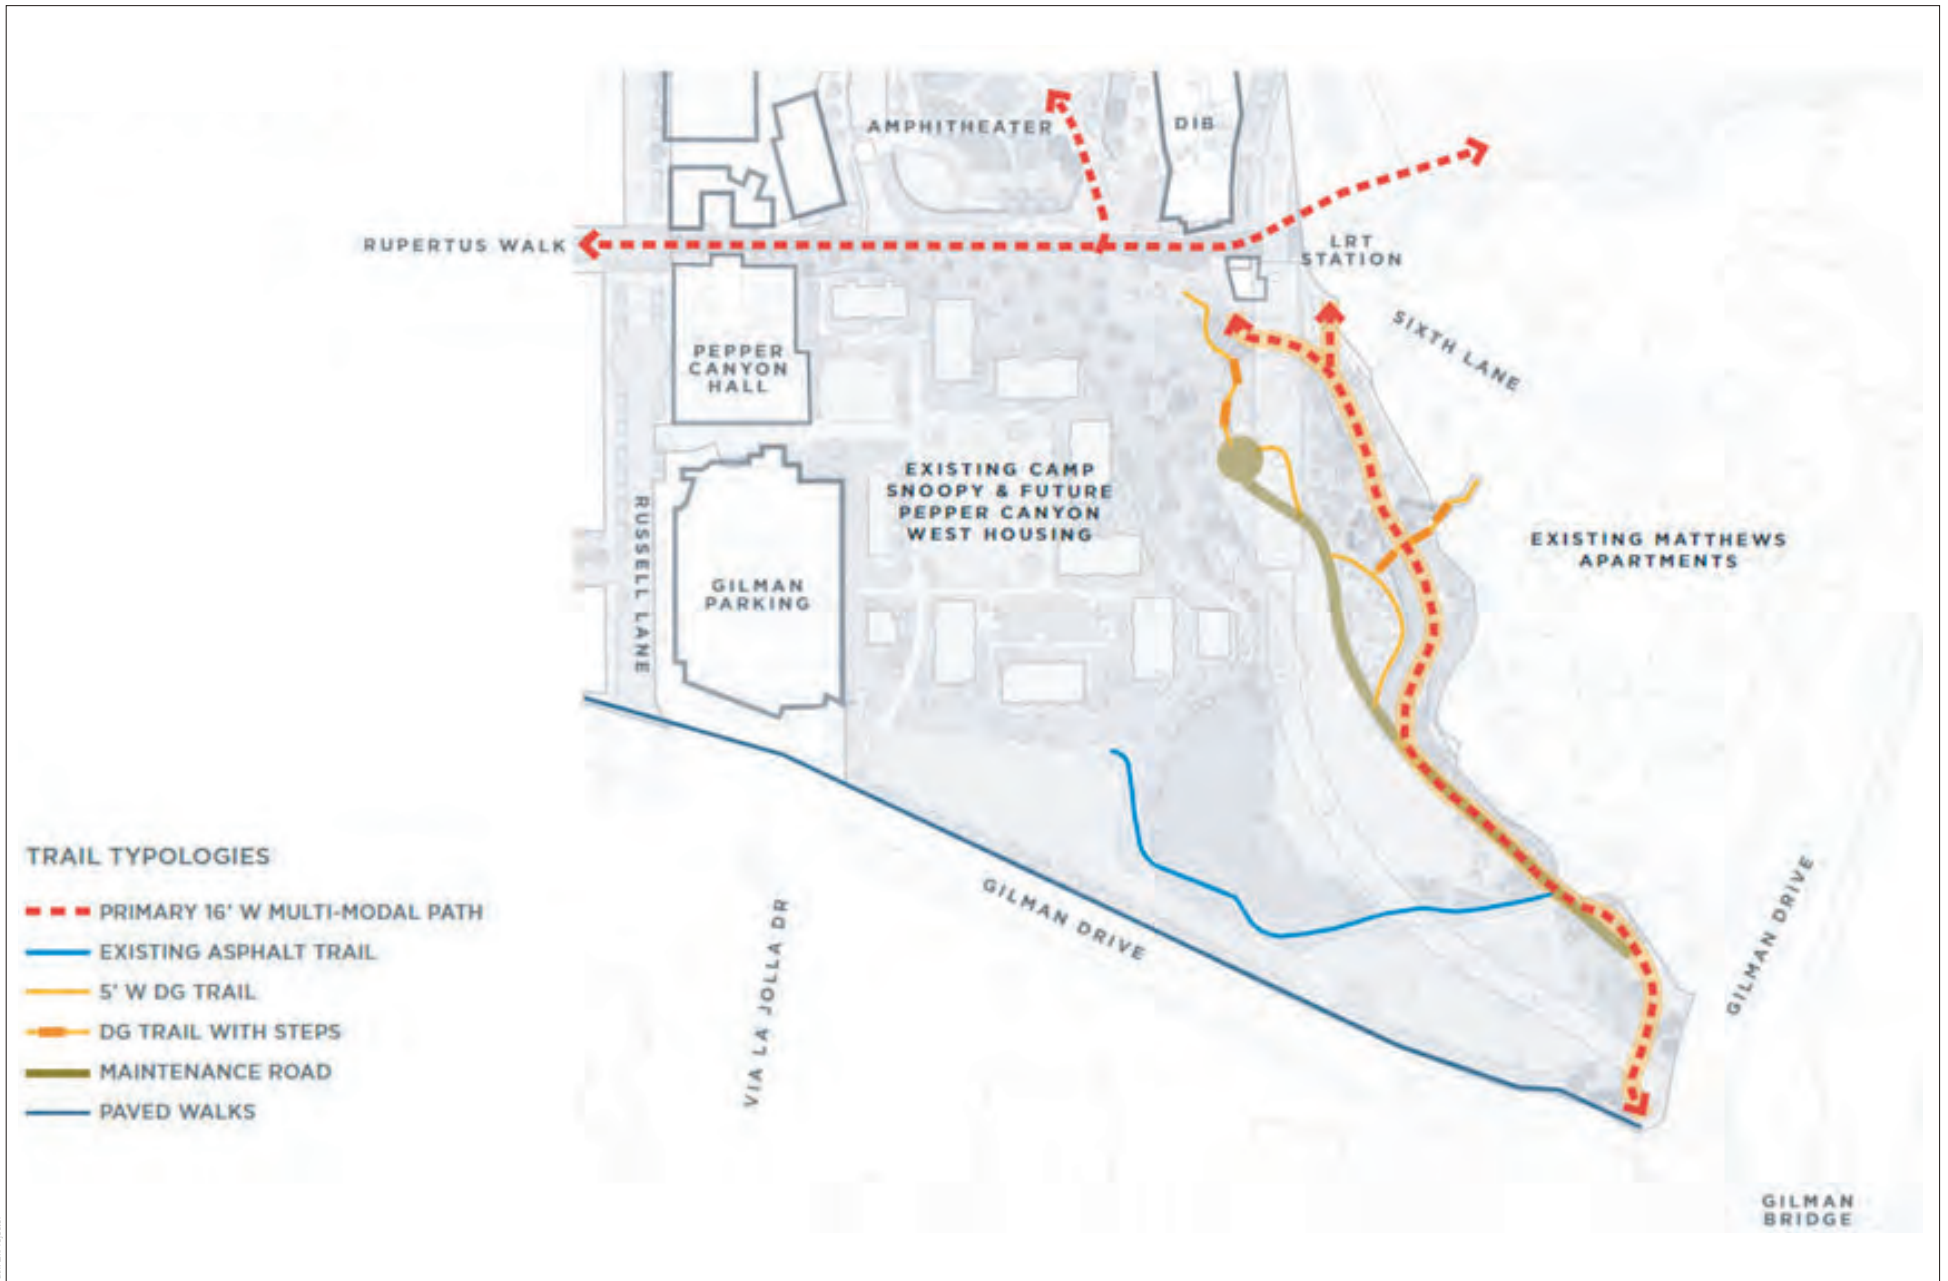 AMPHITHEATER
DIB
RUPERTUS WALK
LRT
STATION
SIXTH LANE
PEPPER
CANYON
HALL
EXISTING CAMP
SNOOPY & FUTURE
PEPPER CANYON
WEST HOUSING
RUSSELL LANE
EXISTING MATTHEWS
APARTMENTS
GILMAN
PARKING
TRAIL TYPOLOGIES
PRIMARY 16' W MULTI-MODAL PATH
EXISTING ASPHALT TRAIL
5' W DG TRAIL
DG TRAIL WITH STEPS
MAINTENANCE ROAD
PAVED WALKS
VIA LA JOLLA DR
GILMAN DRIVE
GILMAN DRIVE
GILMAN
BRIDGE